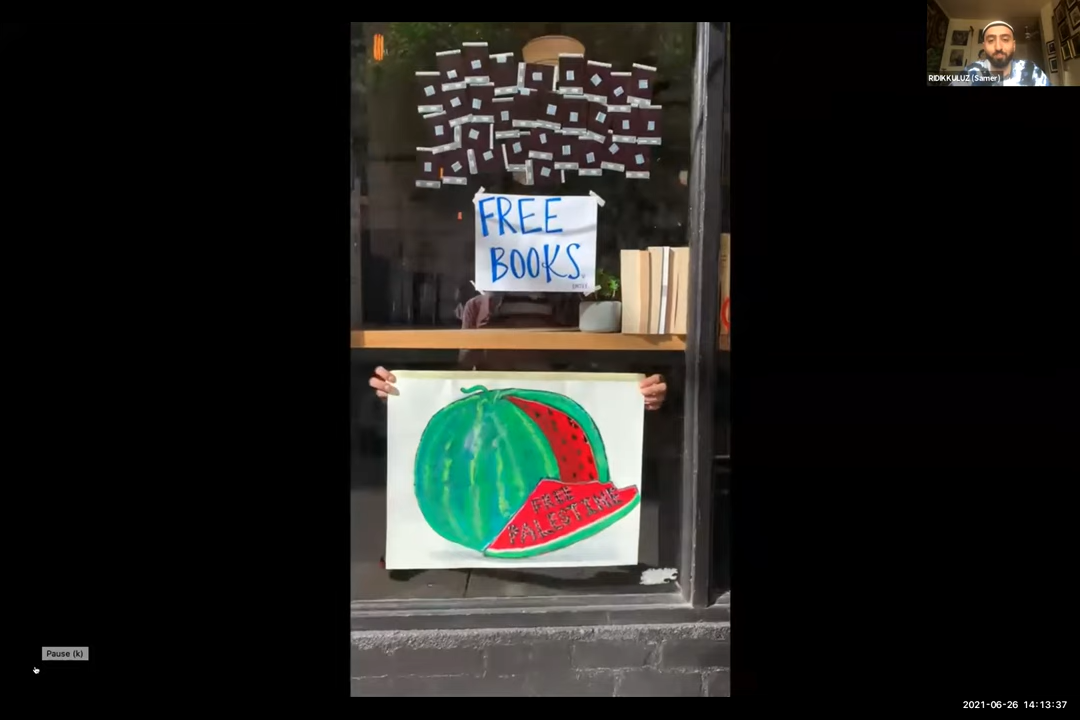 RIDIKKULUZ (Samer)
FREE
BOOKS
FREE
PALESTINE
Pause (k)
2021-06-26 14:13:37